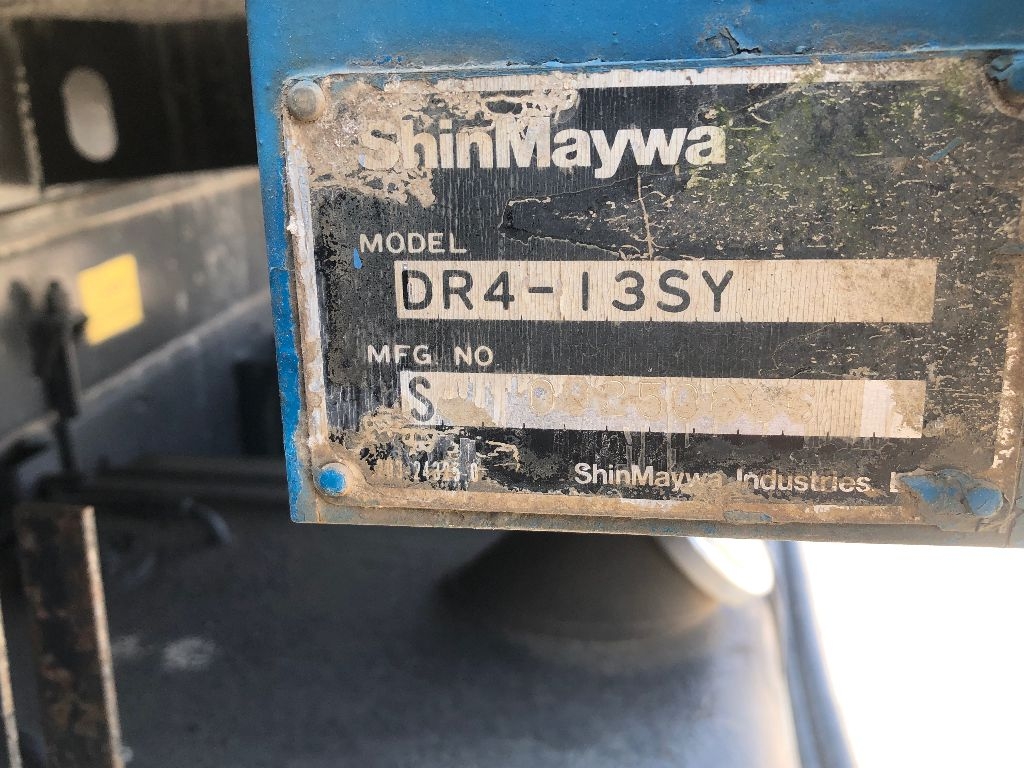 ShinMaywa
MODEL
DR4-13SY
MFG NO
S
ShinMaywa Industries